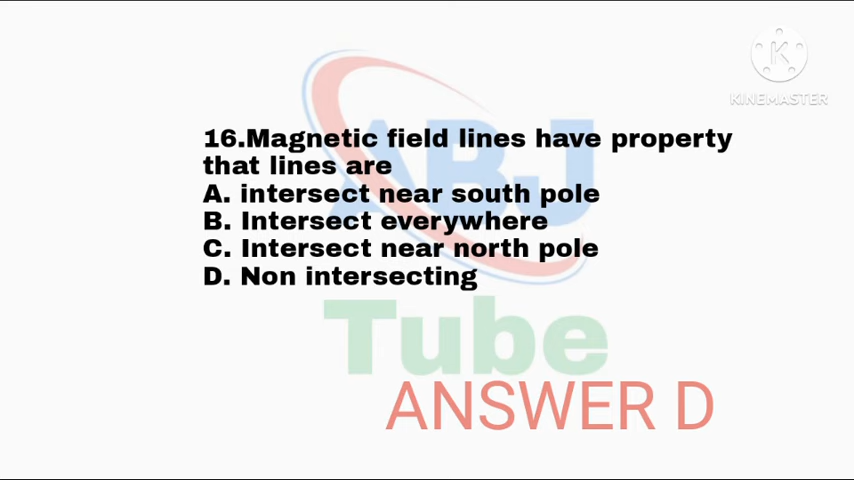 KINEMASTER
16.Magnetic field lines have property
that lines are
A. intersect near south pole
B. Intersect everywhere
C. Intersect near north pole
D. Non intersecting
ABJ
Tube
ANSWER D